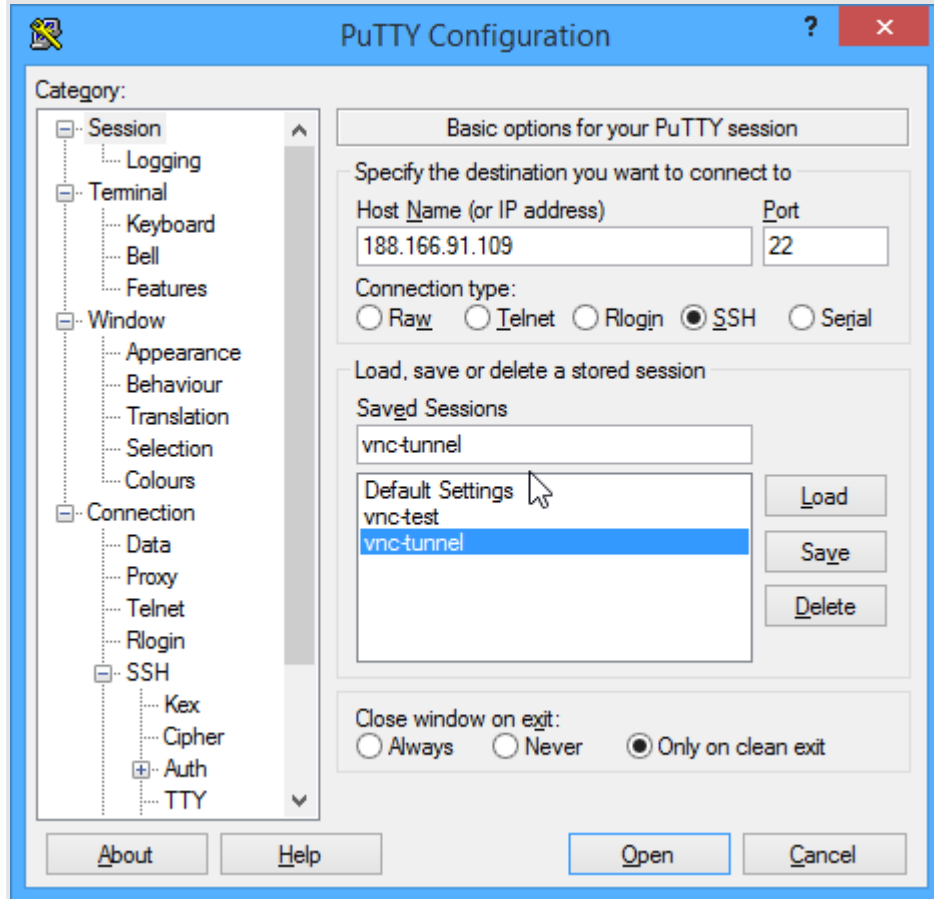 PuTTY Configuration
?
Category:
Session
Logging
Terminal
Keyboard
Bell
Features
Window
Appearance
Behaviour
Translation
Selection
Colours
Connection
Data
Proxy
Telnet
Rlogin
SSH
Kex
Cipher
Auth
TTY
Basic options for your PuTTY session
Specify the destination you want to connect to
Host Name (or IP address) Port
188.166.91.109 22
Connection type:
Raw Telnet Rlogin SSH Serial
Load, save or delete a stored session
Saved Sessions
vnc-tunnel
Default Settings
vnc-test
vnc-tunnel
Load
Save
Delete
Close window on exit:
Always Never Only on clean exit
About Help Open Cancel